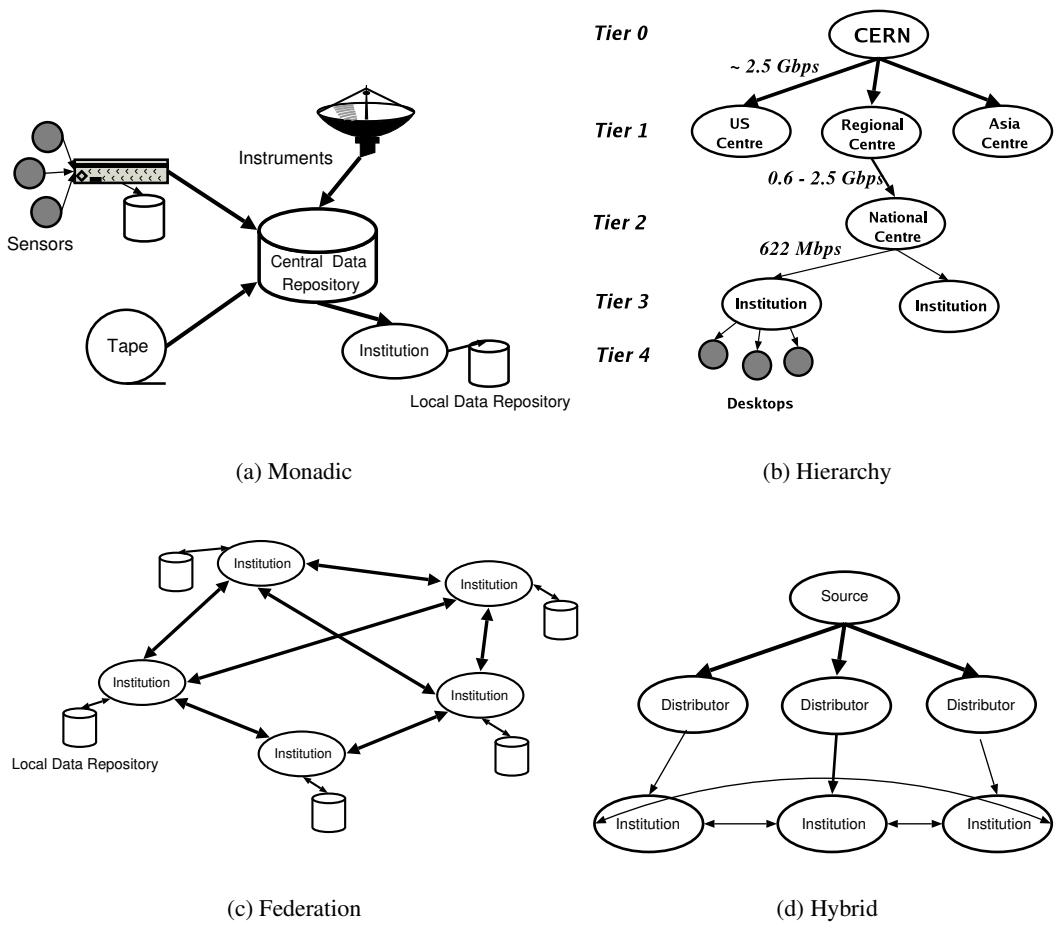 Instruments
Sensors
Central Data
Repository
Tape
Institution
Local Data Repository
(a) Monadic
Tier 0
CERN
~ 2.5 Gbps
Tier 1
US
Centre
Regional
Centre
Asia
Centre
0.6 - 2.5 Gbps
Tier 2
National
Centre
622 Mbps
Tier 3
Institution
Institution
Tier 4
Desktops
(b) Hierarchy
Institution
Institution
Institution
Institution
Institution
Local Data Repository
(c) Federation
Source
Distributor
Distributor
Distributor
Institution
Institution
Institution
(d) Hybrid